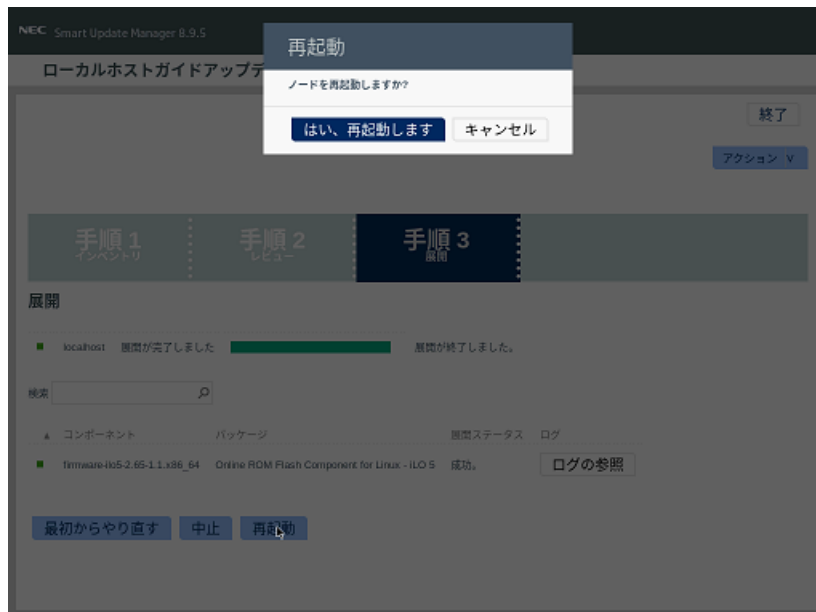 NEC Smart Update Manager 8.9.5
ローカルホストガイドアップデ
再起動
ノードを再起動しますか?
はい、再起動します キャンセル
終了
アクション ∨
手順 1 手順 2 手順 3
インベントリ レビュー 展開
展開
localhost 展開が完了しました 展開が終了しました。
検索
コンポーネント パッケージ 展開ステータス ログ
firmware-ilo5-2.65-1.1.x86_64 Online ROM Flash Component for Linux - iLO 5 成功。 ログの参照
最初からやり直す 中止 再起動